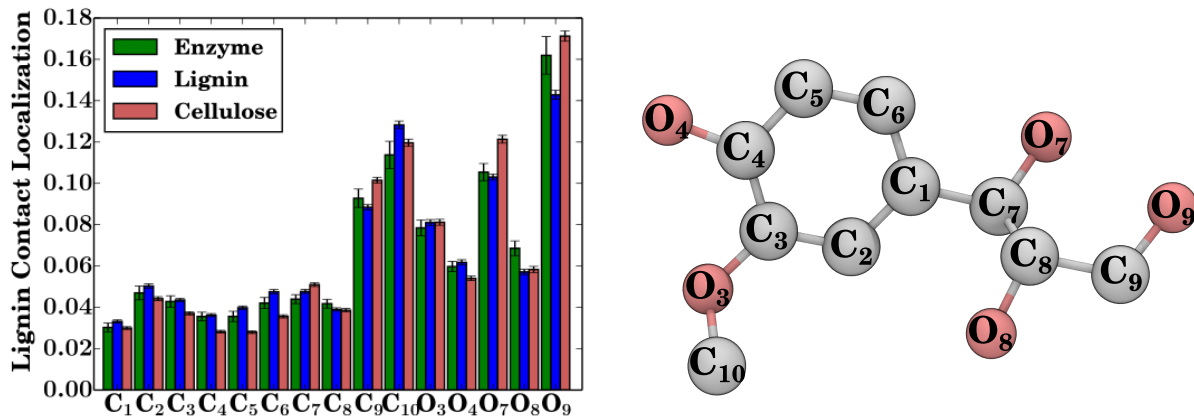 Lignin Contact Localization
0.18
0.16
0.14
0.12
0.10
0.08
0.06
0.04
0.02
0.00
Enzyme
Lignin
Cellulose
C₁ C₂ C₃ C₄ C₅ C₆ C₇ C₈ C₉ C₁₀ O₃ O₄ O₇ O₈ O₉
C₅
C₆
O₄
C₄
O₇
C₁
C₇
O₉
C₃
C₂
C₈
C₉
O₃
O₈
C₁₀